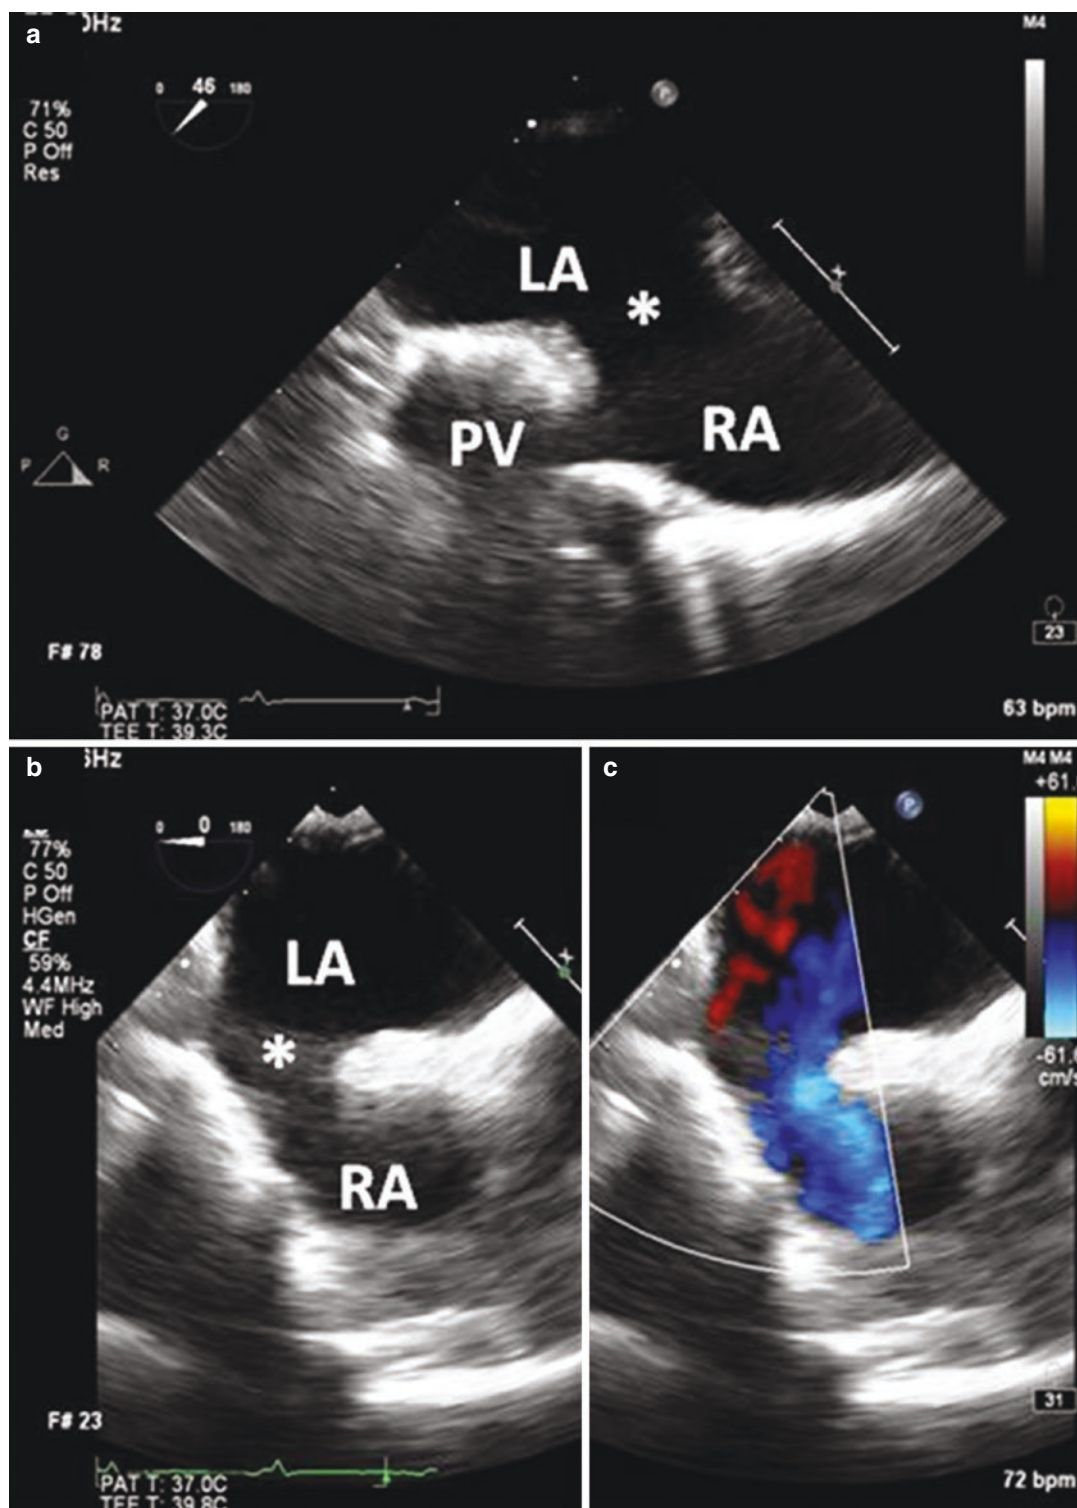 a
M4
0 46 180
P
71%
C 50
P Off
Res
LA
*
x
PV
RA
G
P R
23
F# 78
PAT T: 37.0C
TEE T: 39.3C
63 bpm
b
0 0 180
77%
C 50
P Off
HGen
CF
59%
4.4MHz
WF High
Med
LA
*
x
RA
F# 23
PAT T: 37.0C
TEE T: 39.8C
c
M4 M4
+61.
P
-61.
cm/s
31
72 bpm